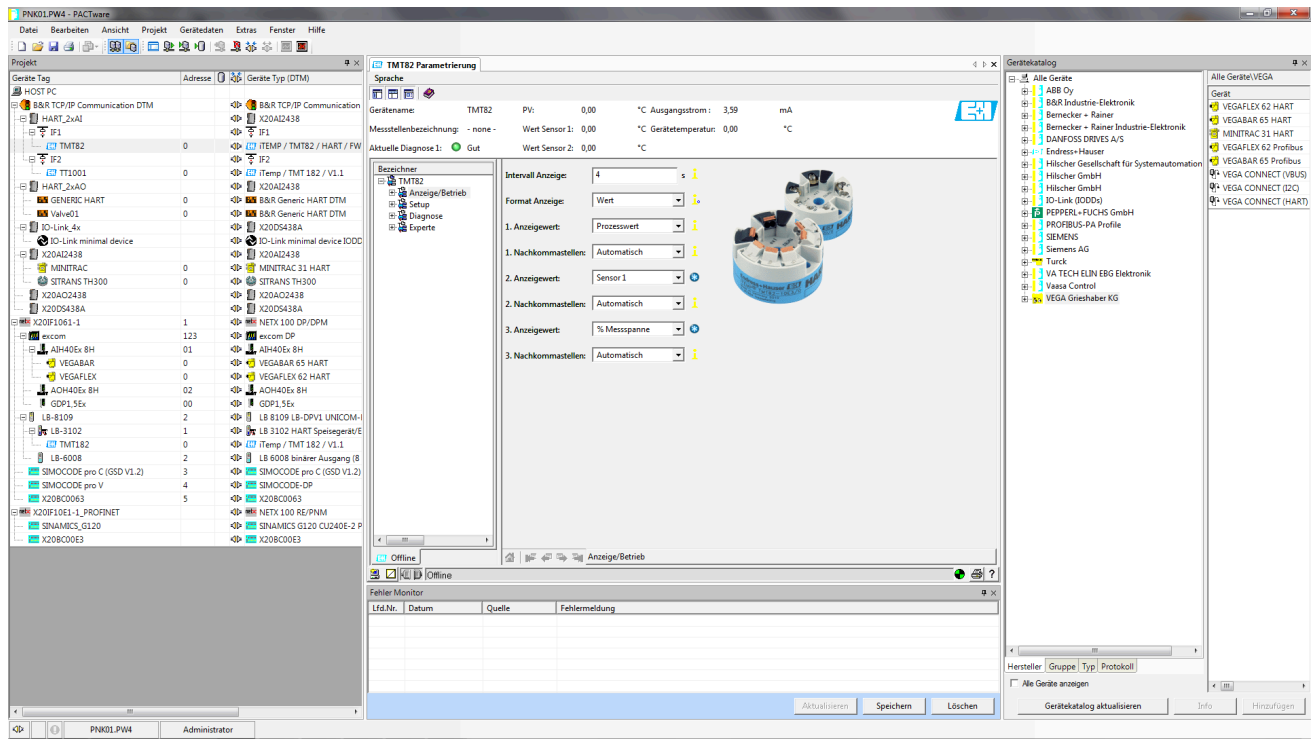 PNK01.PW4 - PACTware
Datei Bearbeiten Ansicht Projekt Gerätedaten Extras Fenster Hilfe
Projekt
Geräte Tag Adresse Geräte Typ (DTM)
HOST PC
B&R TCP/IP Communication DTM B&R TCP/IP Communication
HART_2xAI X20AI2438
IF1 IF1
TMT82 0 iTEMP / TMT82 / HART / FW
IF2 IF2
TT1001 0 iTemp / TMT 182 / V1.1
HART_2xAO X20AI2438
GENERIC HART 0 B&R Generic HART DTM
Valve01 0 B&R Generic HART DTM
IO-Link_4x X20DS438A
IO-Link minimal device IO-Link minimal device IODD
X20AI2438 X20AI2438
MINITRAC 0 MINITRAC 31 HART
SITRANS TH300 0 SITRANS TH300
X20AO2438 X20AO2438
X20DS438A X20DS438A
X20IF1061-1 1 NETX 100 DP/DPM
excom 123 excom DP
AIH40Ex 8H 01 AIH40Ex 8H
VEGABAR 0 VEGABAR 65 HART
VEGAFLEX 0 VEGAFLEX 62 HART
AOH40Ex 8H 02 AOH40Ex 8H
GDP1,5Ex 00 GDP1,5Ex
LB-8109 2 LB 8109 LB-DPV1 UNICOM-
LB-3102 1 LB 3102 HART Speisegerät/E
TMT182 0 iTemp / TMT 182 / V1.1
LB-6008 2 LB 6008 binärer Ausgang (8
SIMOCODE pro C (GSD V1.2) 3 SIMOCODE pro C (GSD V1.2)
SIMOCODE pro V 4 SIMOCODE-DP
X20BC0063 5 X20BC0063
X20IF10E1-1_PROFINET NETX 100 RE/PNM
SINAMICS_G120 SINAMICS G120 CU240E-2 P
X20BC00E3 X20BC00E3
TMT82 Parametrierung
Sprache
Gerätename: TMT82 PV: 0,00 °C Ausgangsstrom : 3,59 mA
Messstellenbezeichnung: - none - Wert Sensor 1: 0,00 °C Gerätetemperatur: 0,00 °C
Aktuelle Diagnose 1: Gut Wert Sensor 2: 0,00 °C
E+H
Bezeichner
TMT82
Anzeige/Betrieb
Setup
Diagnose
Experte
Intervall Anzeige: 4 s
Format Anzeige: Wert
1. Anzeigewert: Prozesswert
1. Nachkommastellen: Automatisch
2. Anzeigewert: Sensor 1
2. Nachkommastellen: Automatisch
3. Anzeigewert: % Messspanne
3. Nachkommastellen: Automatisch
Offline
Anzeige/Betrieb
Offline
Fehler Monitor
Lfd.Nr. Datum Quelle Fehlermeldung
Aktualisieren Speichern Löschen
Gerätekatalog
Alle Geräte
ABB Oy
B&R Industrie-Elektronik
Bernecker + Rainer
Bernecker + Rainer Industrie-Elektronik
DANFOSS DRIVES A/S
Endress+Hauser
Hilscher Gesellschaft für Systemautomation
Hilscher GmbH
Hilscher GmbH
IO-Link (IODDs)
PEPPERL+FUCHS GmbH
PROFIBUS-PA Profile
SIEMENS
Siemens AG
Turck
VA TECH ELIN EBG Elektronik
Vaasa Control
VEGA Grieshaber KG
Alle Geräte\VEGA
Gerät
VEGAFLEX 62 HART
VEGABAR 65 HART
MINITRAC 31 HART
VEGAFLEX 62 Profibus
VEGABAR 65 Profibus
VEGA CONNECT (VBUS)
VEGA CONNECT (I2C)
VEGA CONNECT (HART)
Hersteller Gruppe Typ Protokoll
Alle Geräte anzeigen
Gerätekatalog aktualisieren Info Hinzufügen
PNK01.PW4 Administrator